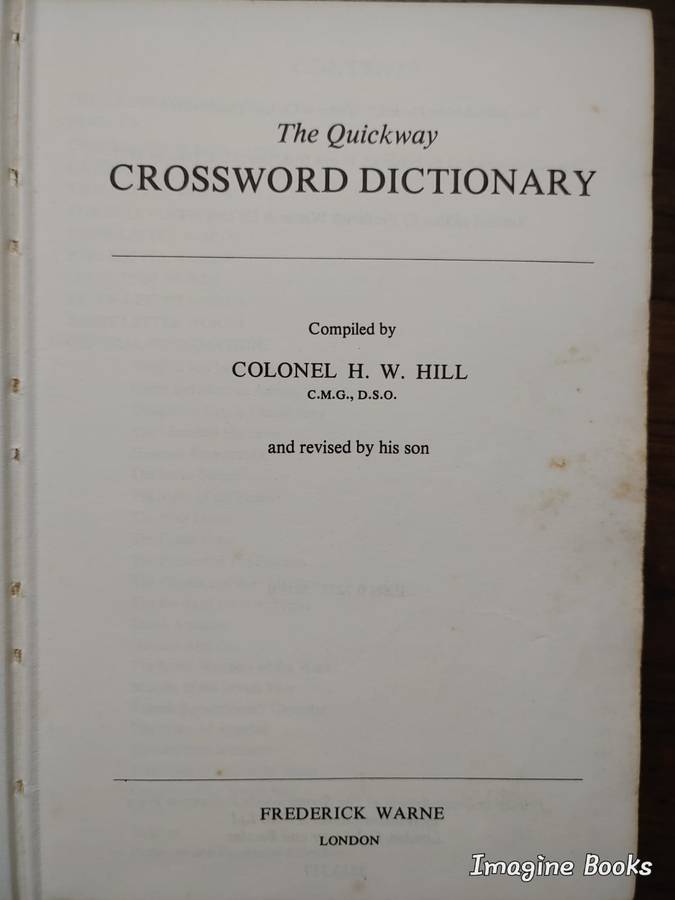 The Quickway
CROSSWORD DICTIONARY
Compiled by
COLONEL H. W. HILL
C.M.G., D.S.O.
and revised by his son
FREDERICK WARNE
LONDON
Imagine Books